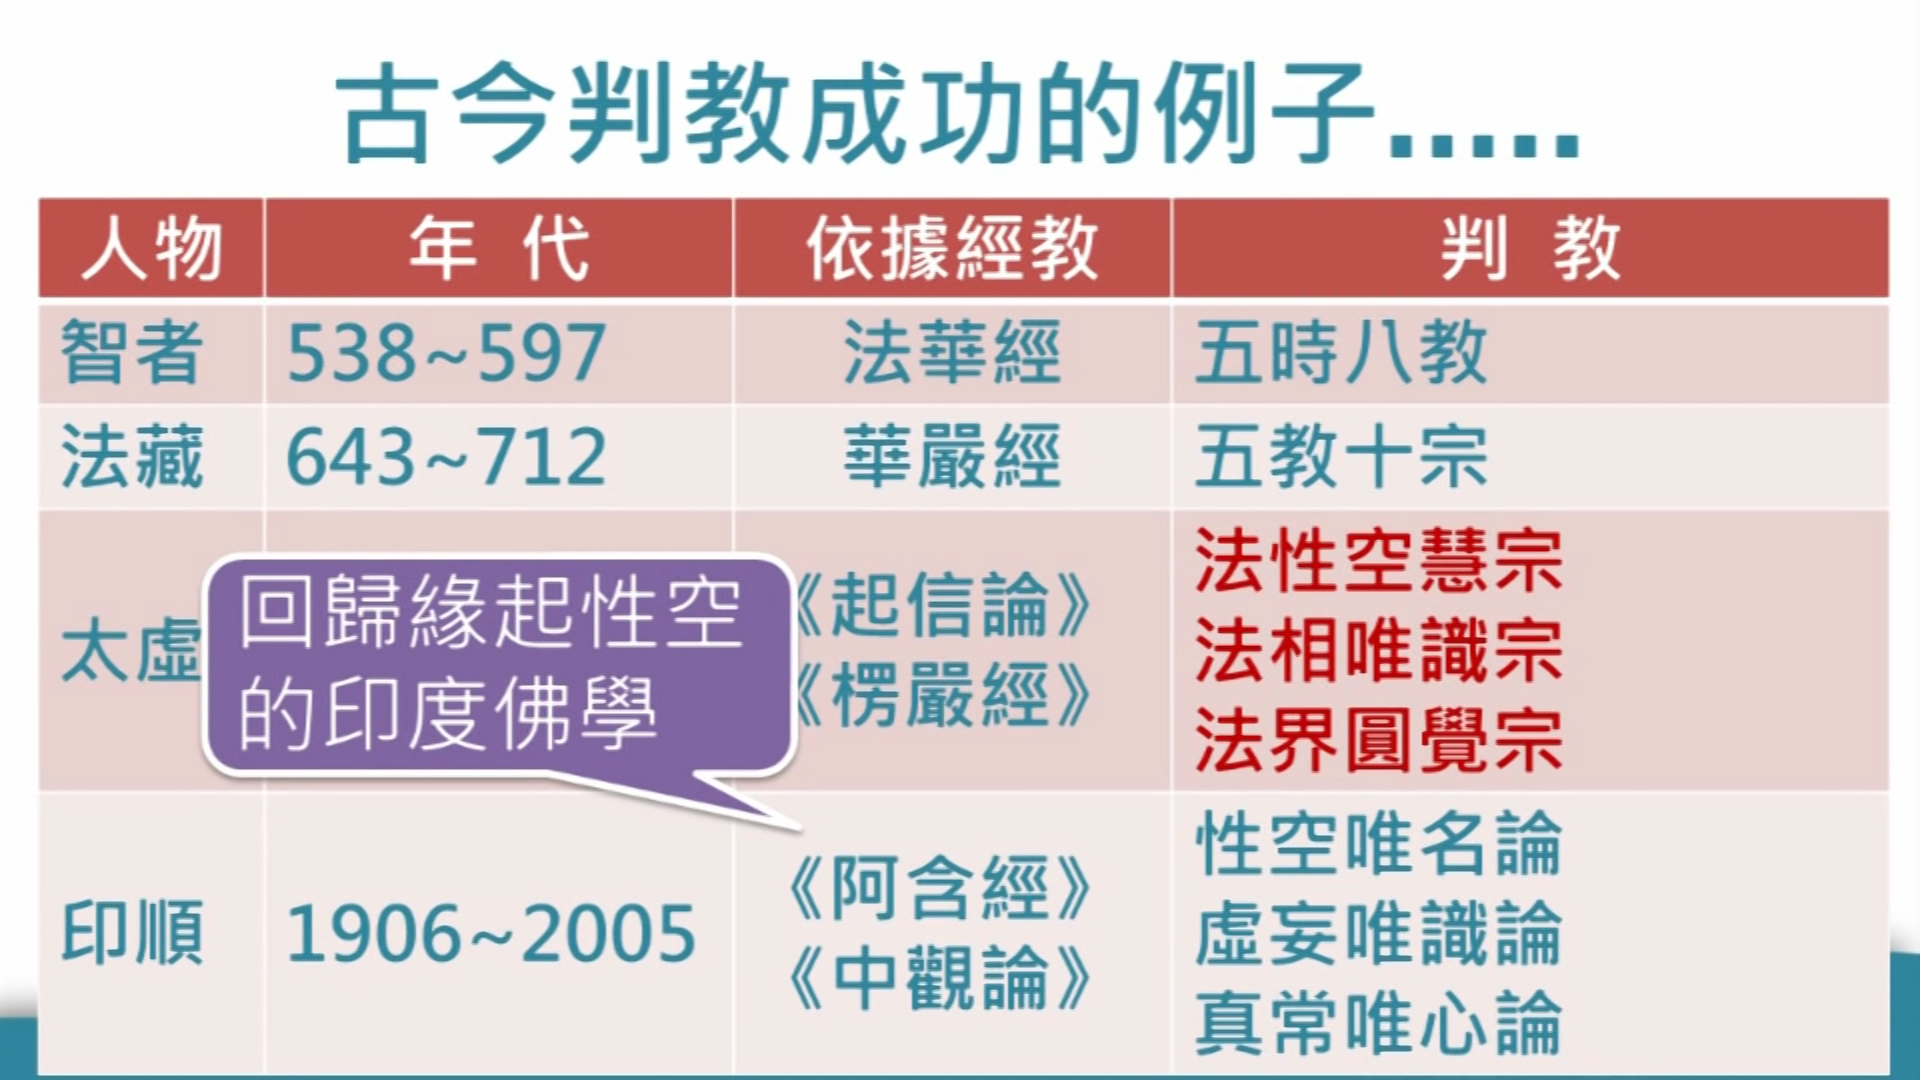 古今判教成功的例子.....
人物 年 代 依據經教 判 教
智者 538~597 法華經 五時八教
法藏 643~712 華嚴經 五教十宗
太虛 《起信論》 《楞嚴經》 法性空慧宗
法相唯識宗
法界圓覺宗
回歸緣起性空
的印度佛學
印順 1906~2005 《阿含經》 《中觀論》 性空唯名論
虛妄唯識論
真常唯心論